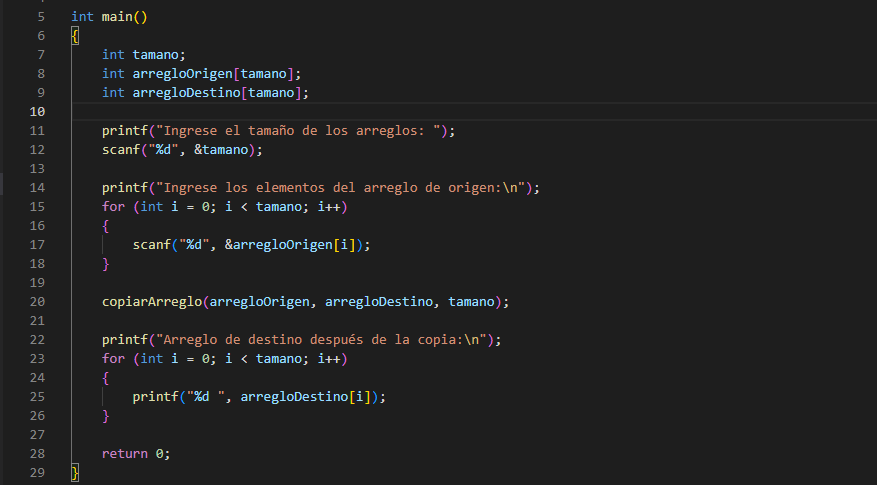 5 int main()
6 {
7 int tamano;
8 int arregloOrigen[tamano];
9 int arregloDestino[tamano];
10
11 printf("Ingrese el tamaño de los arreglos: ");
12 scanf("%d", &tamano);
13
14 printf("Ingrese los elementos del arreglo de origen:\n");
15 for (int i = 0; i < tamano; i++)
16 {
17 scanf("%d", &arregloOrigen[i]);
18 }
19
20 copiarArreglo(arregloOrigen, arregloDestino, tamano);
21
22 printf("Arreglo de destino después de la copia:\n");
23 for (int i = 0; i < tamano; i++)
24 {
25 printf("%d ", arregloDestino[i]);
26 }
27
28 return 0;
29 }